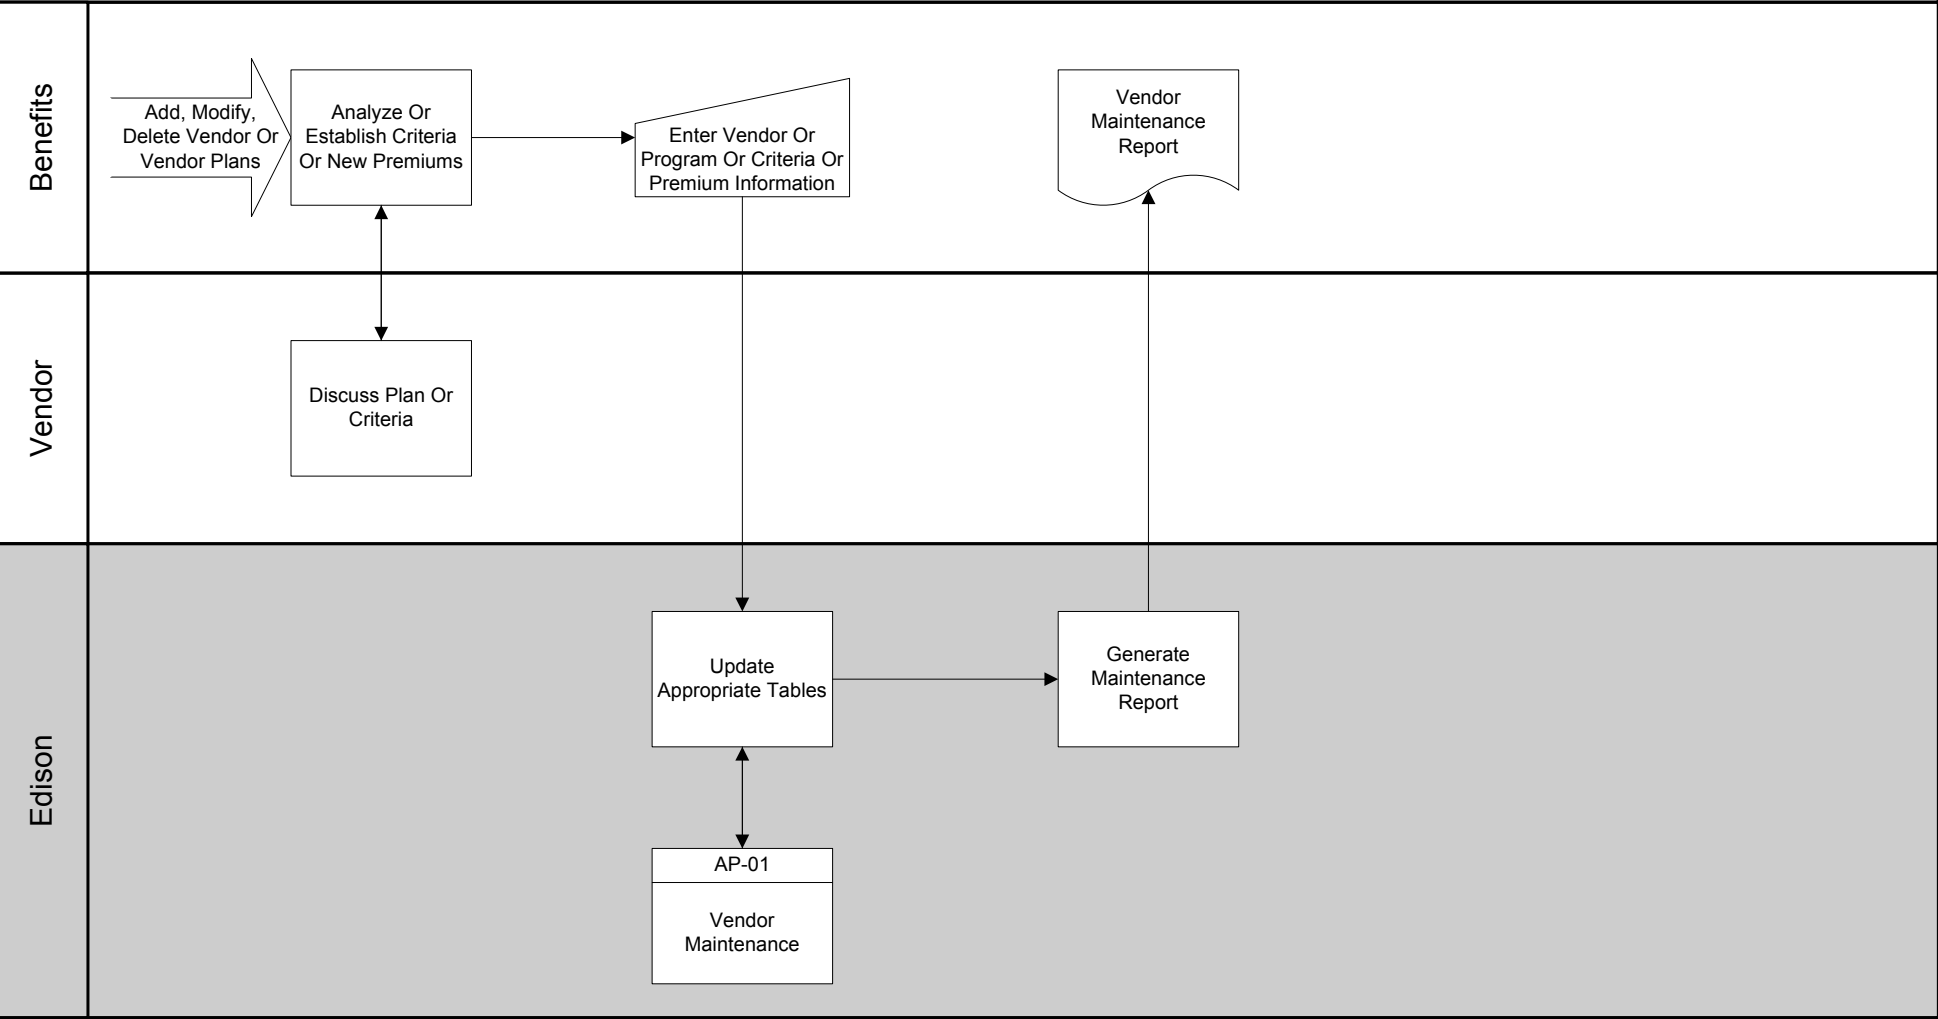 Benefits
Add, Modify,
Delete Vendor Or
Vendor Plans
Analyze Or
Establish Criteria
Or New Premiums
Enter Vendor Or
Program Or Criteria Or
Premium Information
Vendor
Maintenance
Report
Vendor
Discuss Plan Or
Criteria
Edison
Update
Appropriate Tables
Generate
Maintenance
Report
AP-01
Vendor
Maintenance